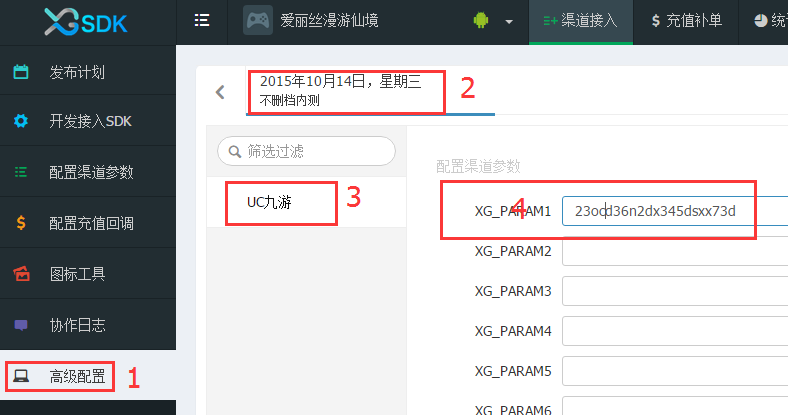 XGSDK
爱丽丝漫游仙境
渠道接入
$ 充值补单
统
发布计划
开发接入SDK
配置渠道参数
$ 配置充值回调
图标工具
协作日志
高级配置
1
2015年10月14日，星期三
不删档内测
2
筛选过滤
UC九游
3
配置渠道参数
XG_PARAM1 23ocd36n2dx345dsxx73d
4
XG_PARAM2
XG_PARAM3
XG_PARAM4
XG_PARAM5
XG_PARAM6